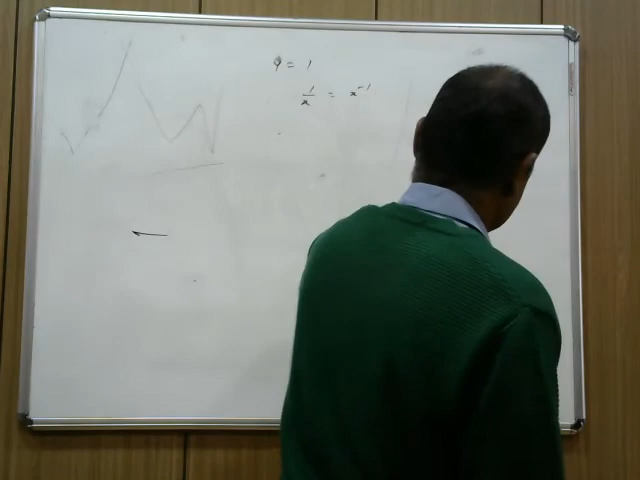 φ = 1
1/x = x⁻¹